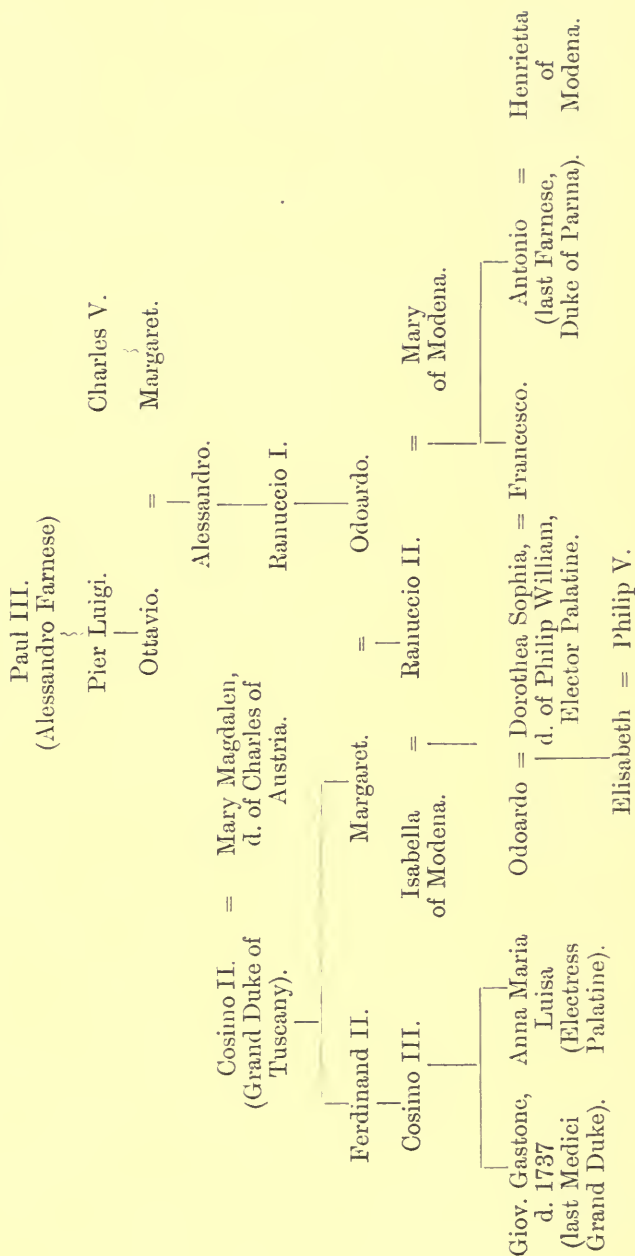 Paul III.
(Alessandro Farnese)
Pier Luigi.
Charles V.
Ottavio.
=
Margaret.
Alessandro.
Cosimo II.
(Grand Duke of
Tuscany).
=
Mary Magdalen,
d. of Charles of
Austria.
Ranuccio I.
Ferdinand II.
Margaret.
=
Odoardo.
Cosimo III.
Isabella
of Modena.
=
Ranuccio II.
=
Mary
of Modena.
Giov. Gastone,
d. 1737
(last Medici
Grand Duke).
Anna Maria
Luisa
(Electress
Palatine).
Odoardo
=
Dorothea Sophia,
d. of Philip William,
Elector Palatine.
=
Francesco.
Antonio
(last Farnese,
Duke of Parma).
=
Henrietta
of
Modena.
Elisabeth = Philip V.